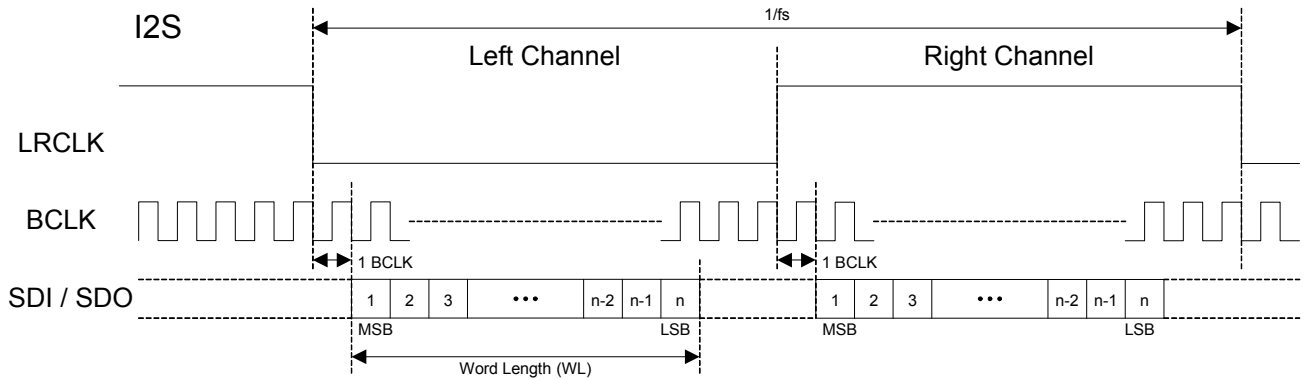 I2S
1/fs
Left Channel
Right Channel
LRCLK
BCLK
1 BCLK
1 BCLK
SDI / SDO
1 2 3 ••• n-2 n-1 n
1 2 3 ••• n-2 n-1 n
MSB
LSB
MSB
LSB
Word Length (WL)